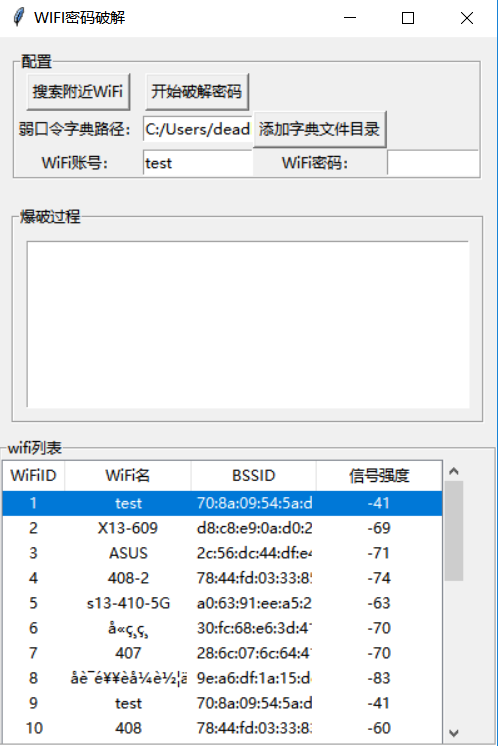 WIFI密码破解
配置
搜索附近WiFi 开始破解密码
弱口令字典路径： C:/Users/dead 添加字典文件目录
WiFi账号： test WiFi密码：
爆破过程
wifi列表
WiFiID WiFi名 BSSID 信号强度
1 test 70:8a:09:54:5a:d -41
2 X13-609 d8:c8:e9:0a:d0:2 -69
3 ASUS 2c:56:dc:44:df:e4 -71
4 408-2 78:44:fd:03:33:85 -74
5 s13-410-5G a0:63:91:ee:a5:2 -63
6 å«ç¸ç¸ 30:fc:68:e6:3d:4 -70
7 407 28:6c:07:6c:64:4 -70
8 åè¯é¥¥èå¼è½¦ä 9e:a6:df:1a:15:d -83
9 test 70:8a:09:54:5a:d -41
10 408 78:44:fd:03:33:8 -60